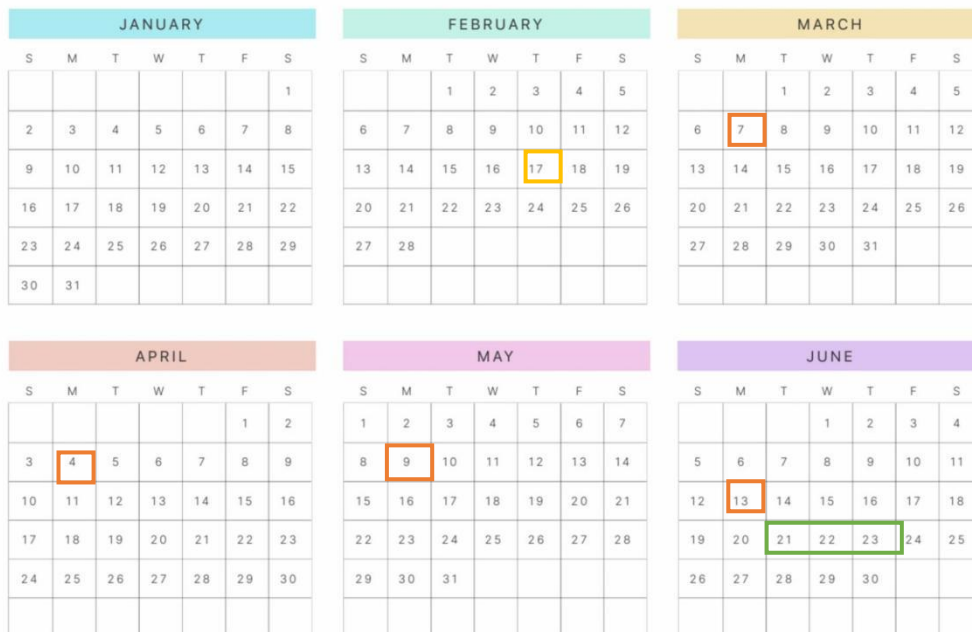 JANUARY
S M T W T F S
1
2 3 4 5 6 7 8
9 10 11 12 13 14 15
16 17 18 19 20 21 22
23 24 25 26 27 28 29
30 31
FEBRUARY
S M T W T F S
1 2 3 4 5
6 7 8 9 10 11 12
13 14 15 16 17 18 19
20 21 22 23 24 25 26
27 28
MARCH
S M T W T F S
1 2 3 4 5
6 7 8 9 10 11 12
13 14 15 16 17 18 19
20 21 22 23 24 25 26
27 28 29 30 31
APRIL
S M T W T F S
1 2
3 4 5 6 7 8 9
10 11 12 13 14 15 16
17 18 19 20 21 22 23
24 25 26 27 28 29 30
MAY
S M T W T F S
1 2 3 4 5 6 7
8 9 10 11 12 13 14
15 16 17 18 19 20 21
22 23 24 25 26 27 28
29 30 31
JUNE
S M T W T F S
1 2 3 4
5 6 7 8 9 10 11
12 13 14 15 16 17 18
19 20 21 22 23 24 25
26 27 28 29 30